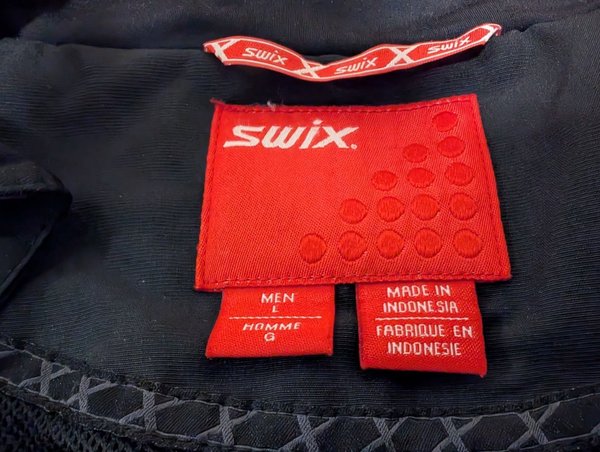 SWIX SWIX SWIX
SWIX.
MEN
L
HOMME
G
MADE IN
INDONESIA
FABRIQUE EN
INDONESIE